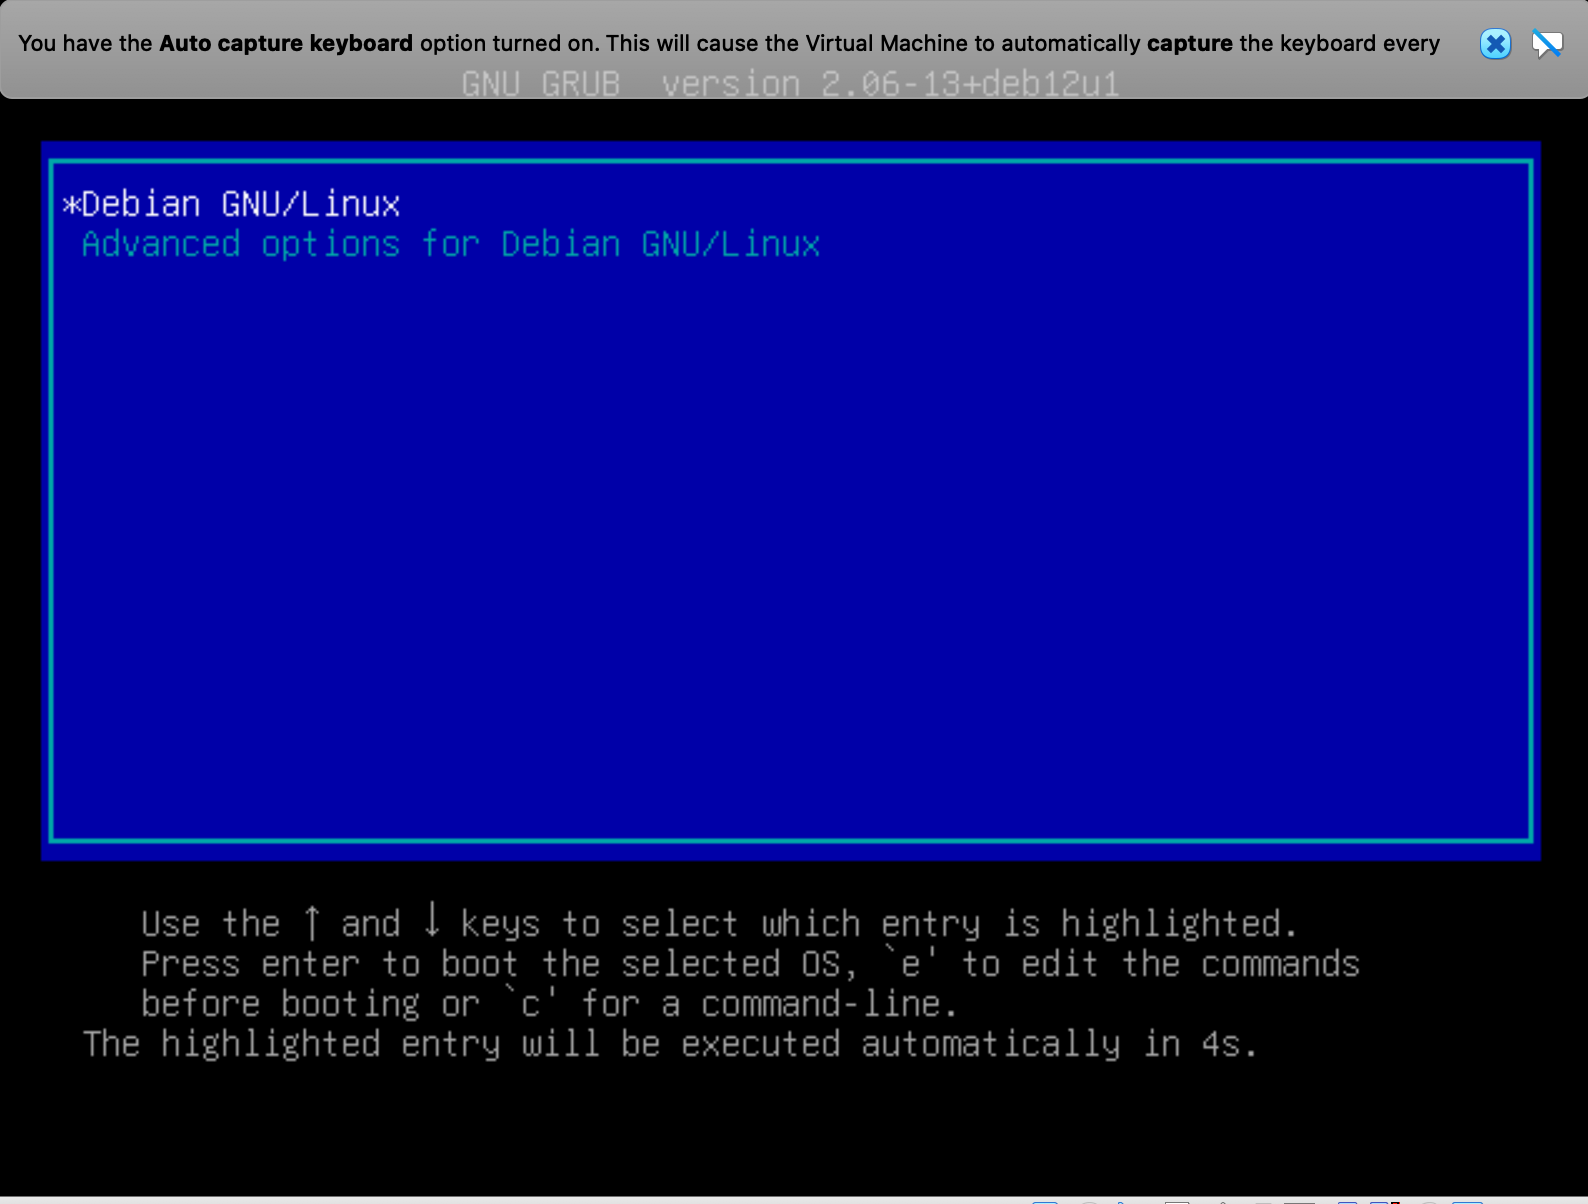 You have the Auto capture keyboard option turned on. This will cause the Virtual Machine to automatically capture the keyboard every
GNU GRUB  version 2.06-13+deb12u1
*Debian GNU/Linux
Advanced options for Debian GNU/Linux
Use the ↑ and ↓ keys to select which entry is highlighted.
Press enter to boot the selected OS, `e' to edit the commands
before booting or `c' for a command-line.
The highlighted entry will be executed automatically in 4s.